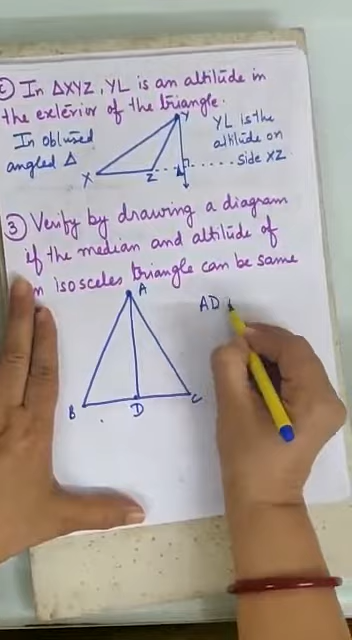 c) In ΔXYZ, YL is an altitude in
the exterior of the triangle.
In obtused
angled Δ
Y
X
Z
L
YL is the
altitude on
side XZ
3 Verify by drawing a diagram
if the median and altitude of
isosceles triangle can be same
A
B
D
C
AD